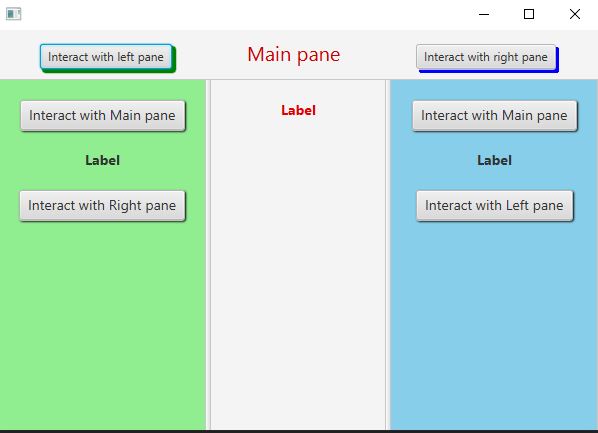 Interact with left pane
Main pane
Interact with right pane
Interact with Main pane
Label
Interact with Right pane
Label
Interact with Main pane
Label
Interact with Left pane